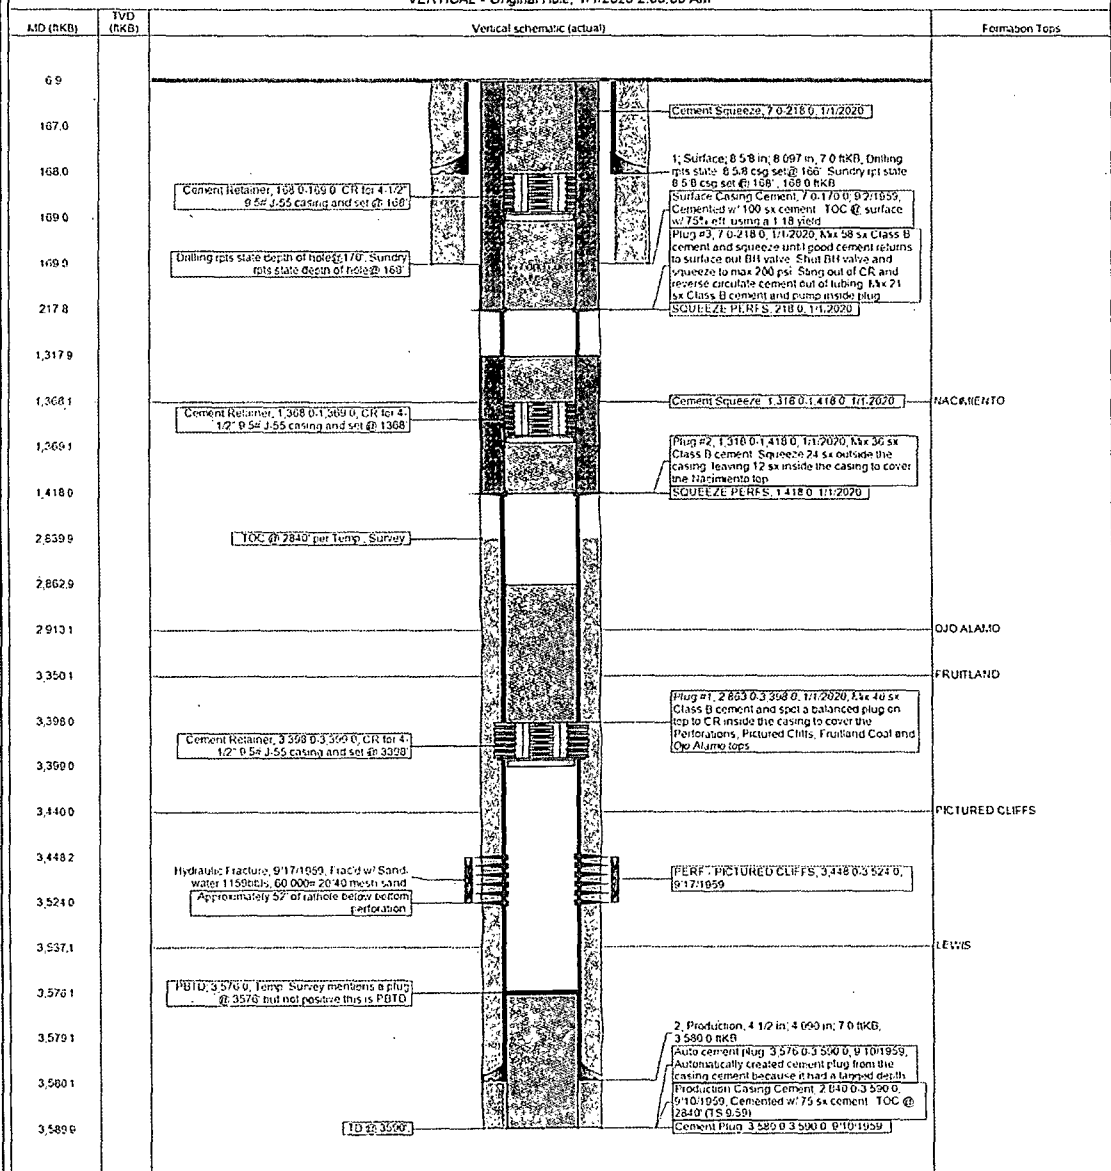 VERTICAL - Original Hole, 1/1/2020 2:00:00 AM
MD (ftKB)
TVD (ftKB)
Vertical schematic (actual)
Formation Tops
6.9
167.0
168.0
169.0
169.9
217.8
1,317.9
1,368.1
1,369.1
1,418.0
2,839.9
2,862.9
2,913.1
3,350.1
3,398.0
3,399.0
3,440.0
3,448.2
3,524.0
3,537.1
3,576.1
3,579.1
3,580.1
3,589.9
Cement Retainer, 168.0-169.0, CR for 4-1/2"
9.5# J-55 casing and set @ 168'
Drilling rpts state depth of hole@170'. Sundry
rpts state depth of hole@ 168'
Cement Retainer, 1,368.0-1,369.0, CR for 4-
1/2" 9.5# J-55 casing and set @ 1368'
TOC @ 2840' per Temp. Survey
Cement Retainer, 3,398.0-3,399.0, CR for 4-
1/2" 9.5# J-55 casing and set @ 3398'
Hydraulic Fracture, 9/17/1959, Frac'd w/ Sand-
water 1159bbls, 60,000# 20/40 mesh sand
Approximately 52' of rathole below bottom
perforation
PBTD, 3,576.0, Temp. Survey mentions a plug
@ 3576' but not positive this is PBTD
TD @ 3590'
Cement Squeeze, 7.0-218.0, 1/1/2020
1; Surface; 8 5/8 in; 8.097 in; 7.0 ftKB, Drilling
rpts state 8.5/8 csg set@ 166'. Sundry rpt state
8.5/8 csg set @ 168', 168.0 ftKB
Surface Casing Cement, 7.0-170.0, 9/2/1959,
Cemented w/ 100 sx cement. TOC @ surface
w/ 75% eff. using a 1.18 yield
Plug #3, 7.0-218.0, 1/1/2020, Mix 58 sx Class B
cement and squeeze until good cement returns
to surface out BH valve. Shut BH valve and
squeeze to max 200 psi. Sting out of CR and
reverse circulate cement out of tubing. Mix 21
sx Class B cement and pump inside plug
SQUEEZE PERFS, 218.0, 1/1/2020
Cement Squeeze, 1,318.0-1,418.0, 1/1/2020
Plug #2, 1,318.0-1,418.0, 1/1/2020, Mix 36 sx
Class B cement. Squeeze 24 sx outside the
casing, leaving 12 sx inside the casing to cover
the Nacimiento top
SQUEEZE PERFS, 1,418.0, 1/1/2020
Plug #1, 2,863.0-3,398.0, 1/1/2020, Mix 46 sx
Class B cement and spot a balanced plug on
top to CR inside the casing to cover the
Perforations, Pictured Cliffs, Fruitland Coal and
Ojo Alamo tops
PERF - PICTURED CLIFFS, 3,448.0-3,524.0,
9/17/1959
2; Production; 4 1/2 in; 4.090 in; 7.0 ftKB;
3,580.0 ftKB
Auto cement plug, 3,576.0-3,590.0, 9/10/1959,
Automatically created cement plug from the
casing cement because it had a tagged depth.
Production Casing Cement, 2,840.0-3,590.0,
9/10/1959, Cemented w/ 75 sx cement. TOC @
2840' (TS 9/59)
Cement Plug, 3,580.0-3,590.0, 9/10/1959
NACIMIENTO
OJO ALAMO
FRUITLAND
PICTURED CLIFFS
LEWIS